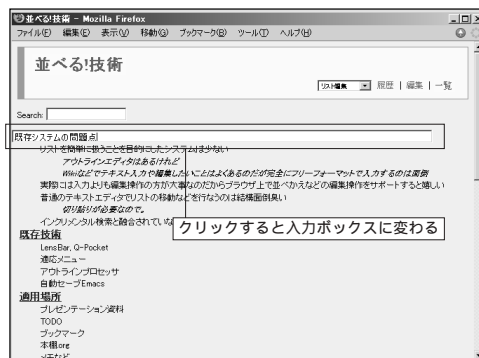 並べる!技術 - Mozilla Firefox
ファイル(F) 編集(E) 表示(V) 移動(G) ブックマーク(B) ツール(T) ヘルプ(H)
並べる!技術
リスト編集 履歴 | 編集 | 一覧
Search:
既存システムの問題点
リストを簡単に扱うことを目的にしたシステムは少ない
アウトラインエディタはあるけれど
Wikiなどでテキスト入力や編集したいことはよくあるのだが完全にフリーフォーマットで入力するのは面倒
実際には入力よりも編集操作の方が大事なのだからブラウザ上で並べかえなどの編集操作をサポートすると嬉しい
普通のテキストエディタでリストの移動などを行なうのは結構面倒臭い
切り貼りが必要なので。
インクリメンタル検索と融合されていな
クリックすると入力ボックスに変わる
既存技術
LensBar, Q-Pocket
適応メニュー
アウトラインプロセッサ
自動セーブEmacs
適用場所
プレゼンテーション資料
TODO
ブックマーク
本棚org
メモなど